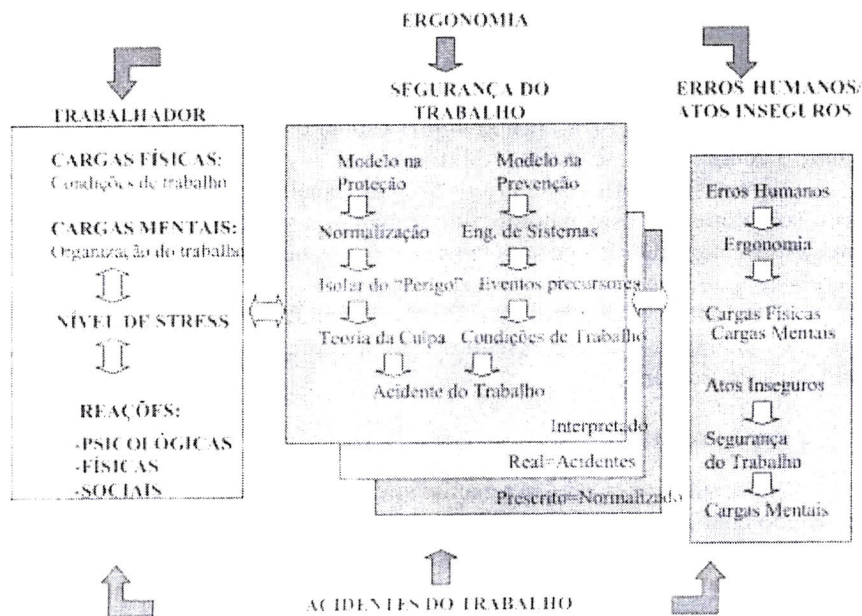 ERGONOMIA
TRABALHADOR
CARGAS FÍSICAS:
Condições de trabalho
CARGAS MENTAIS:
Organização do trabalho
NÍVEL DE STRESS
REAÇÕES:
-PSICOLÓGICAS
-FÍSICAS
-SOCIAIS
SEGURANÇA DO
TRABALHO
Modelo na
Proteção
Normalização
Isolar do “Perigo”
Teoria da Culpa
Modelo na
Prevenção
Eng. de Sistemas
Eventos precursores
Condições de Trabalho
Acidente do Trabalho
Interpretado
Real=Acidentes
Prescrito=Normalizado
ERROS HUMANOS/
ATOS INSEGUROS
Erros Humanos
Ergonomia
Cargas Físicas
Cargas Mentais
Atos Inseguros
Segurança
do Trabalho
Cargas Mentais
ACIDENTES DO TRABALHO